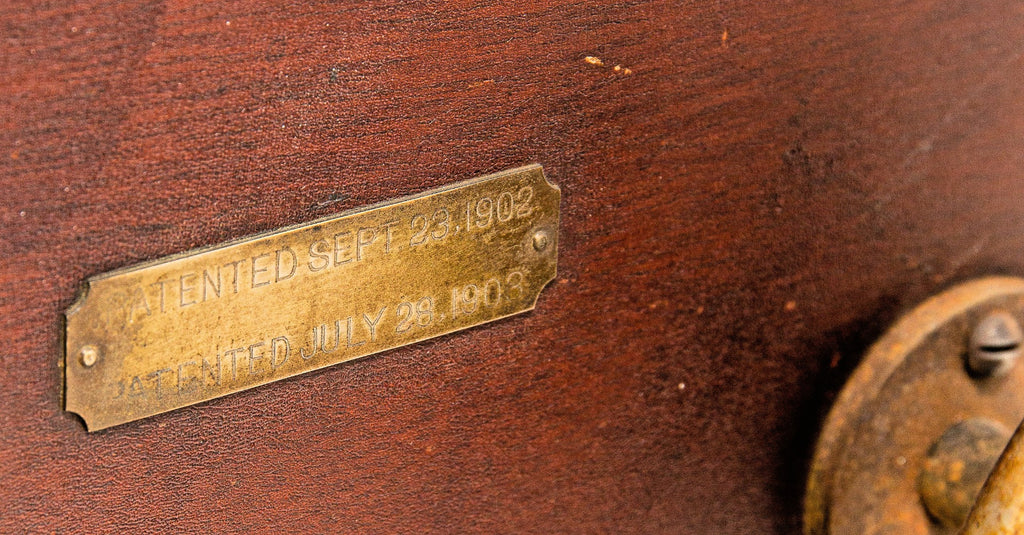 PATENTED SEPT 23.1902
PATENTED JULY 28.1903